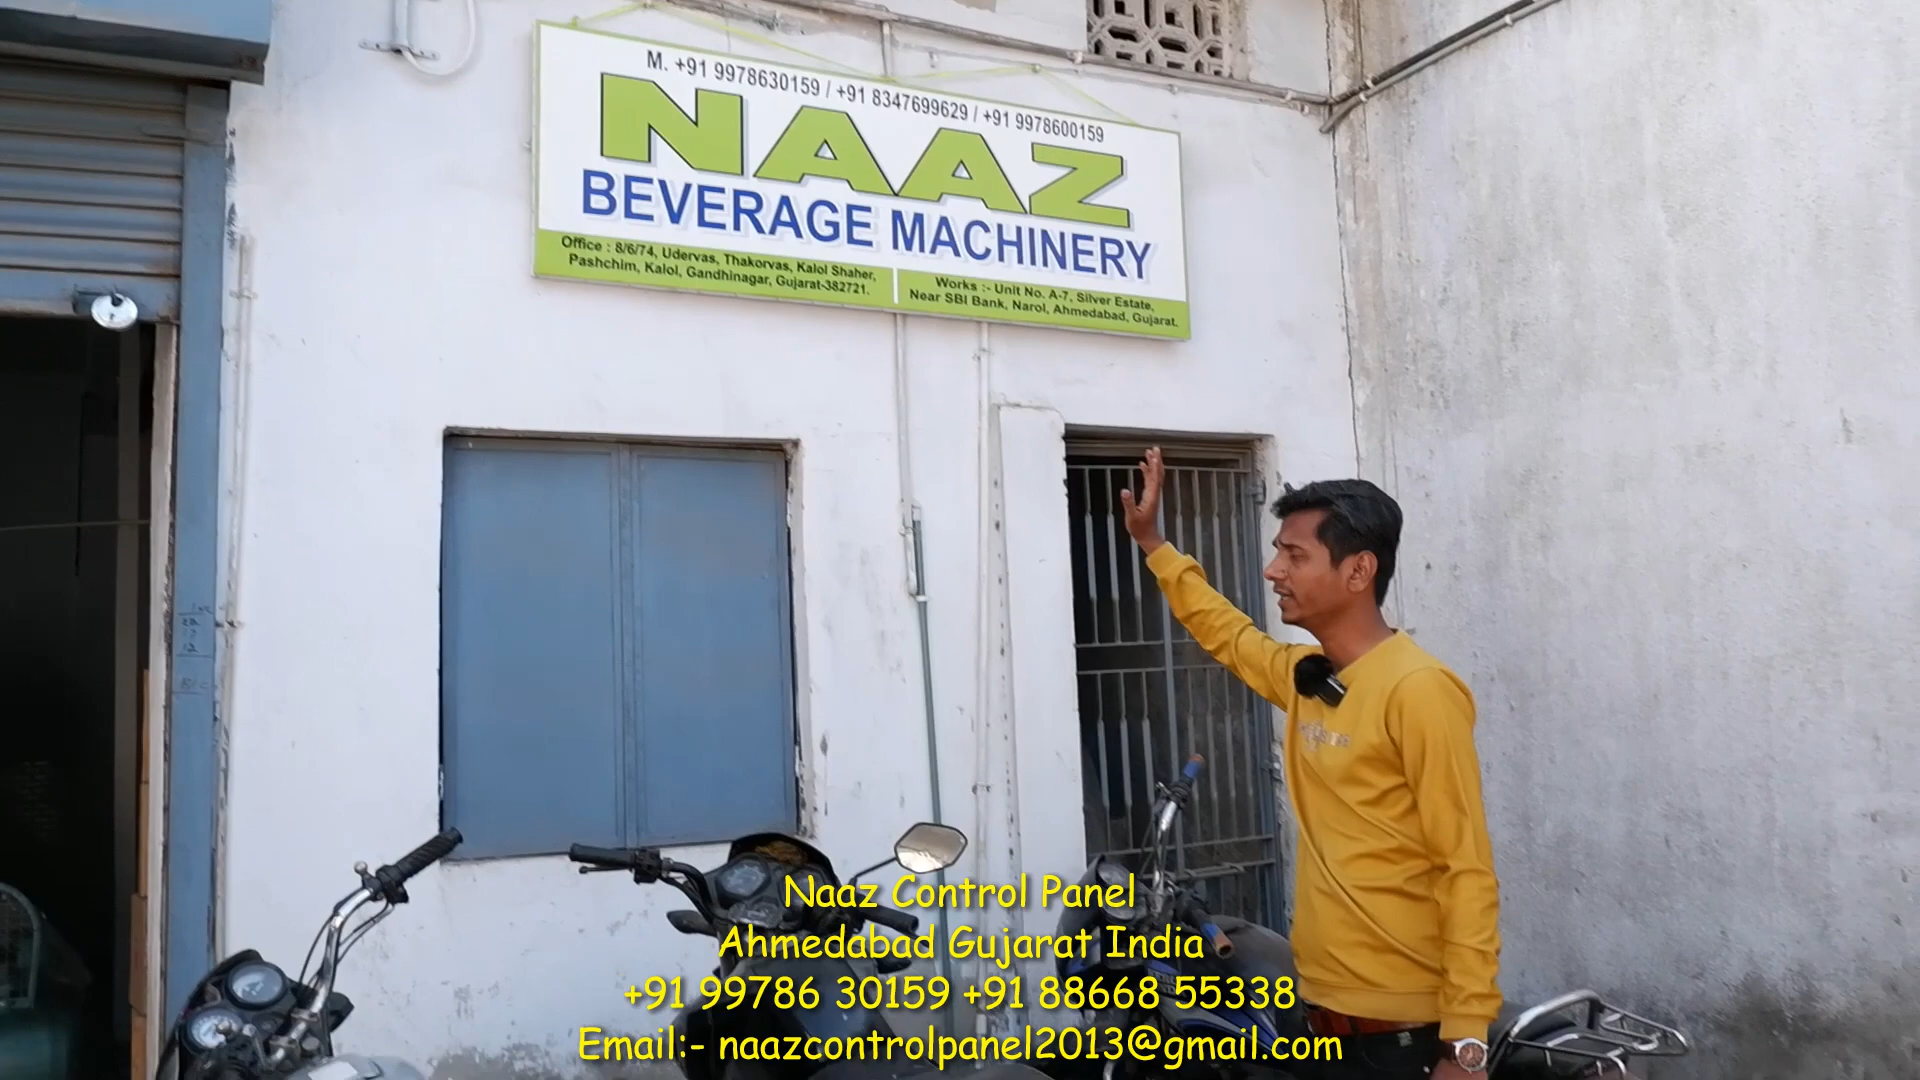 M. +91 9978630159 / +91 8347699629 / +91 9978600159
NAAZ
BEVERAGE MACHINERY
Office : 8/6/74, Udervas, Thakorvas, Kalol Shaher,
Pashchim, Kalol, Gandhinagar, Gujarat-382721.
Works :- Unit No. A-7, Silver Estate,
Near SBI Bank, Narol, Ahmedabad, Gujarat.
Naaz Control Panel
Ahmedabad Gujarat India
+91 99786 30159 +91 88668 55338
Email:- naazcontrolpanel2013@gmail.com